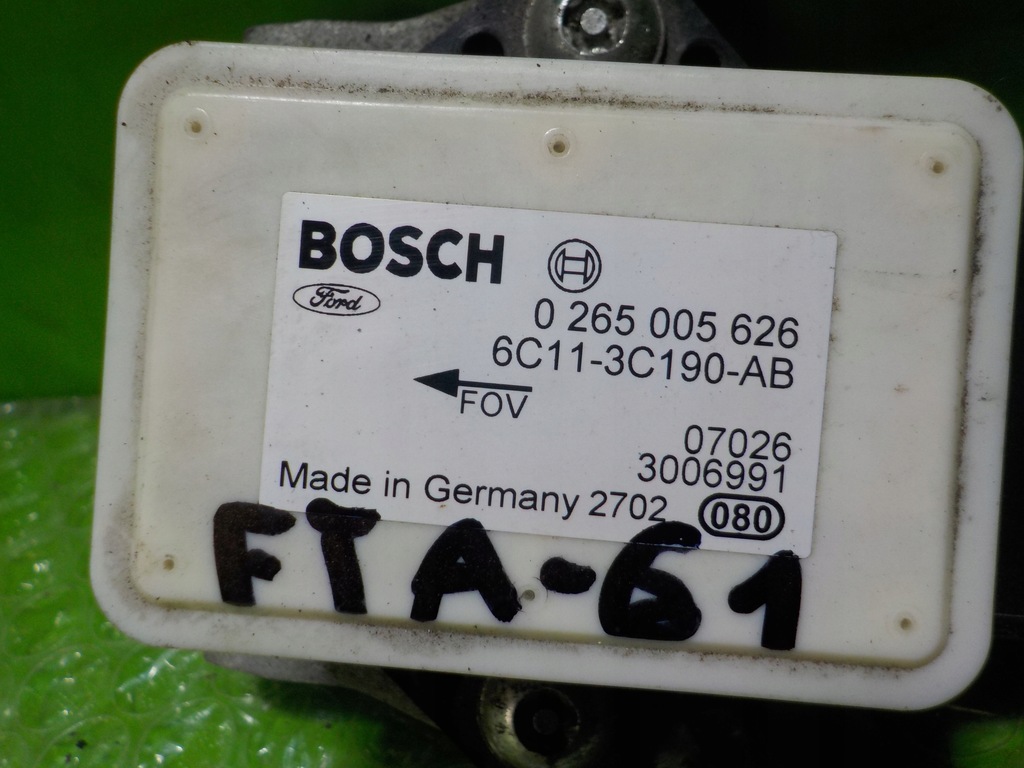 BOSCH
Ford
0 265 005 626
6C11-3C190-AB
FOV
07026
3006991
Made in Germany 2702 080
FTA-61